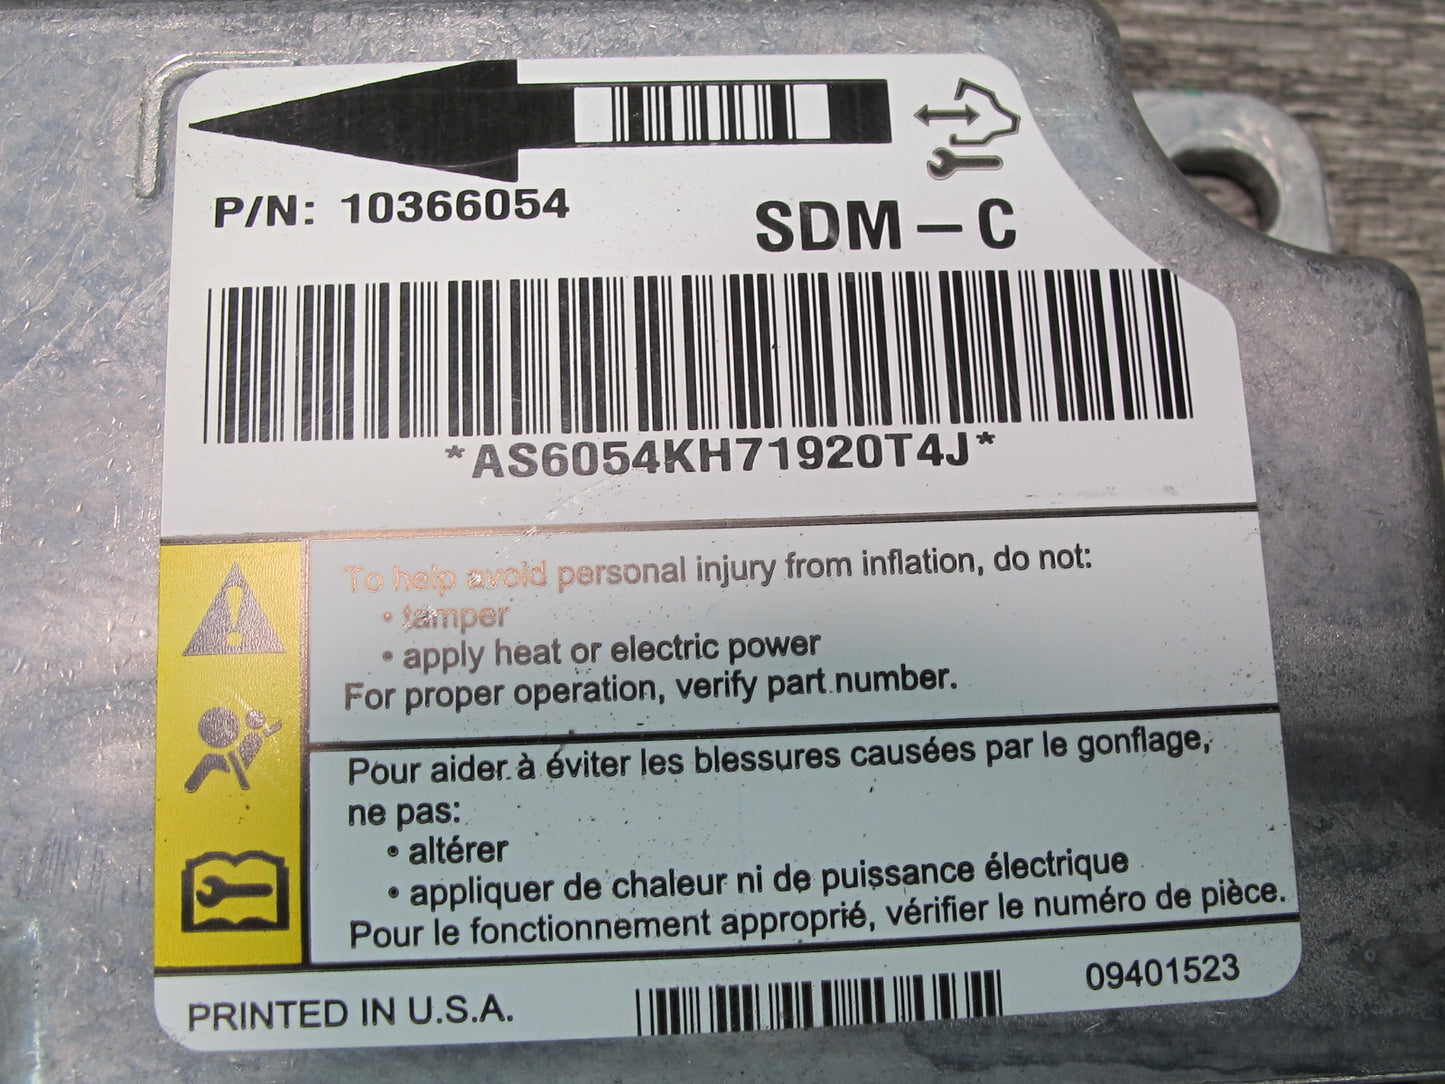 P/N: 10366054
SDM – C
*AS6054KH71920T4J*
To help avoid personal injury from inflation, do not:
• tamper
• apply heat or electric power
For proper operation, verify part number.
Pour aider à éviter les blessures causées par le gonflage,
ne pas:
• altérer
• appliquer de chaleur ni de puissance électrique
Pour le fonctionnement approprié, vérifier le numéro de pièce.
PRINTED IN U.S.A.
09401523